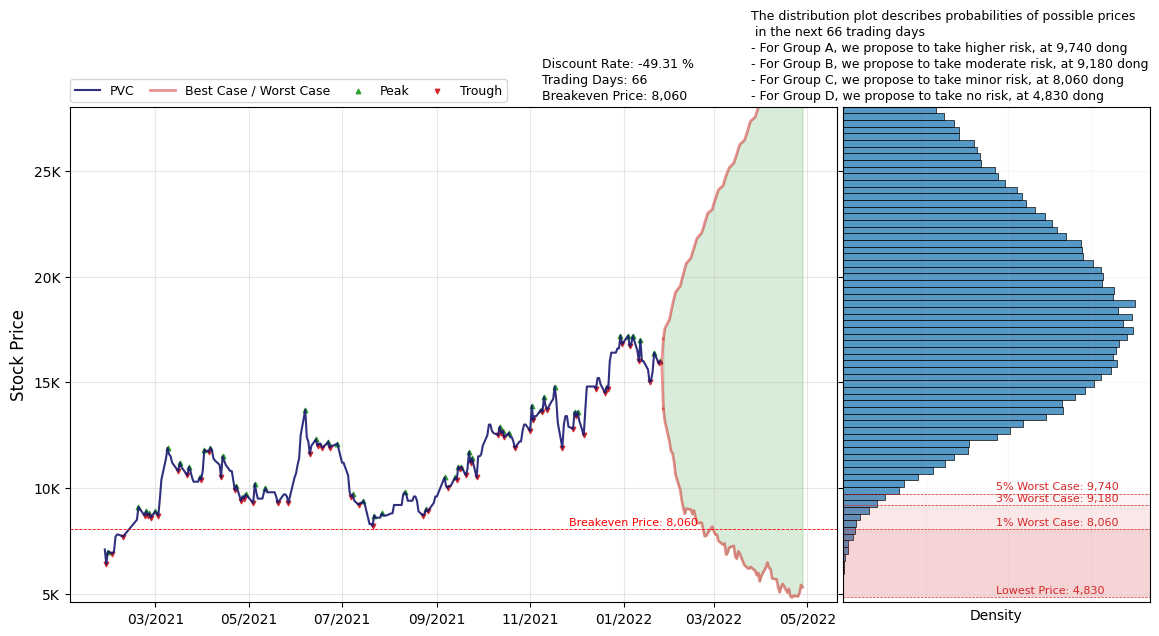 The distribution plot describes probabilities of possible prices
in the next 66 trading days
- For Group A, we propose to take higher risk, at 9,740 dong
- For Group B, we propose to take moderate risk, at 9,180 dong
- For Group C, we propose to take minor risk, at 8,060 dong
- For Group D, we propose to take no risk, at 4,830 dong
Discount Rate: -49.31 %
Trading Days: 66
Breakeven Price: 8,060
PVC Best Case / Worst Case Peak Trough
Stock Price
25K
20K
15K
10K
5K
Breakeven Price: 8,060
5% Worst Case: 9,740
3% Worst Case: 9,180
1% Worst Case: 8,060
Lowest Price: 4,830
03/2021 05/2021 07/2021 09/2021 11/2021 01/2022 03/2022 05/2022
Density